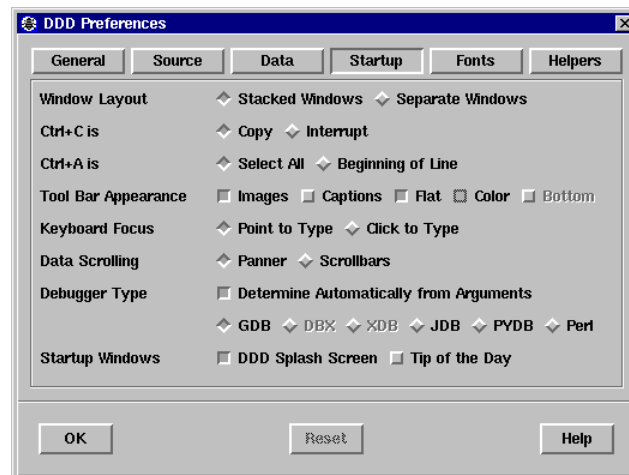 DDD Preferences
General Source Data Startup Fonts Helpers
Window Layout Stacked Windows Separate Windows
Ctrl+C is Copy Interrupt
Ctrl+A is Select All Beginning of Line
Tool Bar Appearance Images Captions Flat Color Bottom
Keyboard Focus Point to Type Click to Type
Data Scrolling Panner Scrollbars
Debugger Type Determine Automatically from Arguments
GDB DBX XDB JDB PYDB Perl
Startup Windows DDD Splash Screen Tip of the Day
OK Reset Help